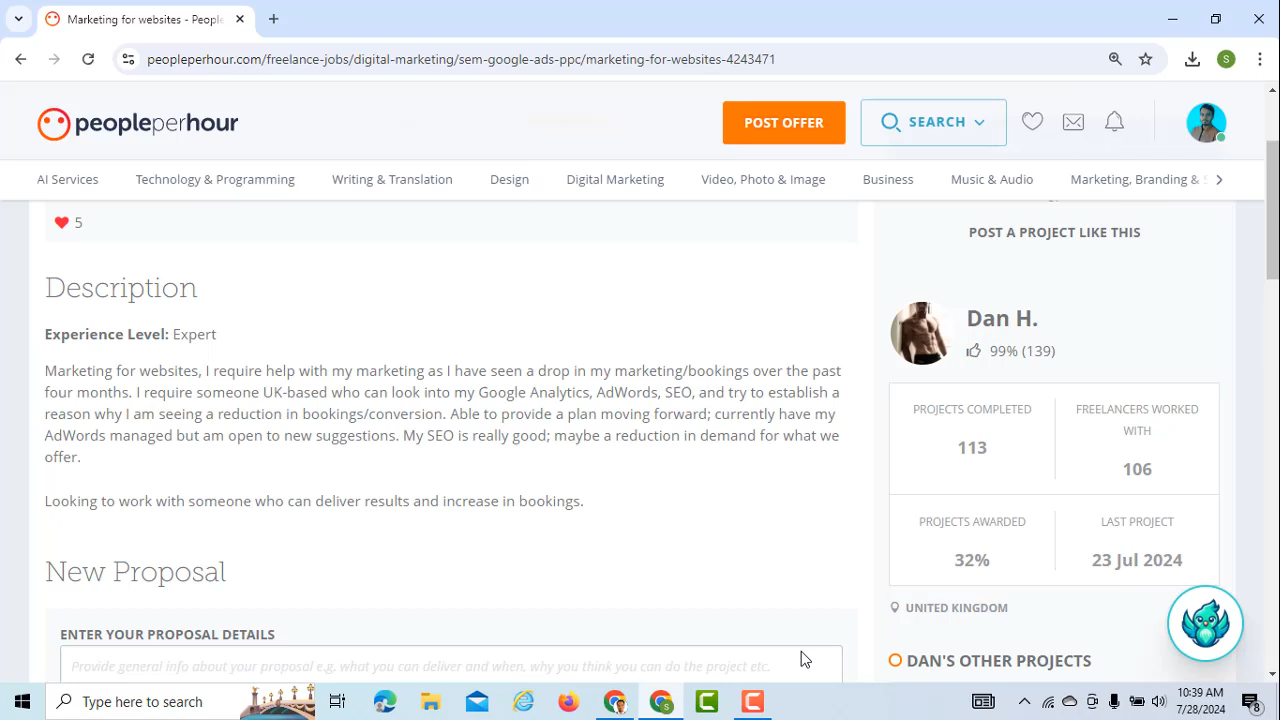 Marketing for websites - People
peopleperhour.com/freelance-jobs/digital-marketing/sem-google-ads-ppc/marketing-for-websites-4243471
S
peopleperhour
POST OFFER
SEARCH
AI Services
Technology & Programming
Writing & Translation
Design
Digital Marketing
Video, Photo & Image
Business
Music & Audio
Marketing, Branding &
5
Description
Experience Level: Expert
Marketing for websites, I require help with my marketing as I have seen a drop in my marketing/bookings over the past
four months. I require someone UK-based who can look into my Google Analytics, AdWords, SEO, and try to establish a
reason why I am seeing a reduction in bookings/conversion. Able to provide a plan moving forward; currently have my
AdWords managed but am open to new suggestions. My SEO is really good; maybe a reduction in demand for what we
offer.
Looking to work with someone who can deliver results and increase in bookings.
New Proposal
ENTER YOUR PROPOSAL DETAILS
Provide general info about your proposal e.g. what you can deliver and when, why you think you can do the project etc.
POST A PROJECT LIKE THIS
Dan H.
99% (139)
PROJECTS COMPLETED
113
FREELANCERS WORKED
WITH
106
PROJECTS AWARDED
32%
LAST PROJECT
23 Jul 2024
UNITED KINGDOM
DAN'S OTHER PROJECTS
Type here to search
10:39 AM
7/28/2024
8